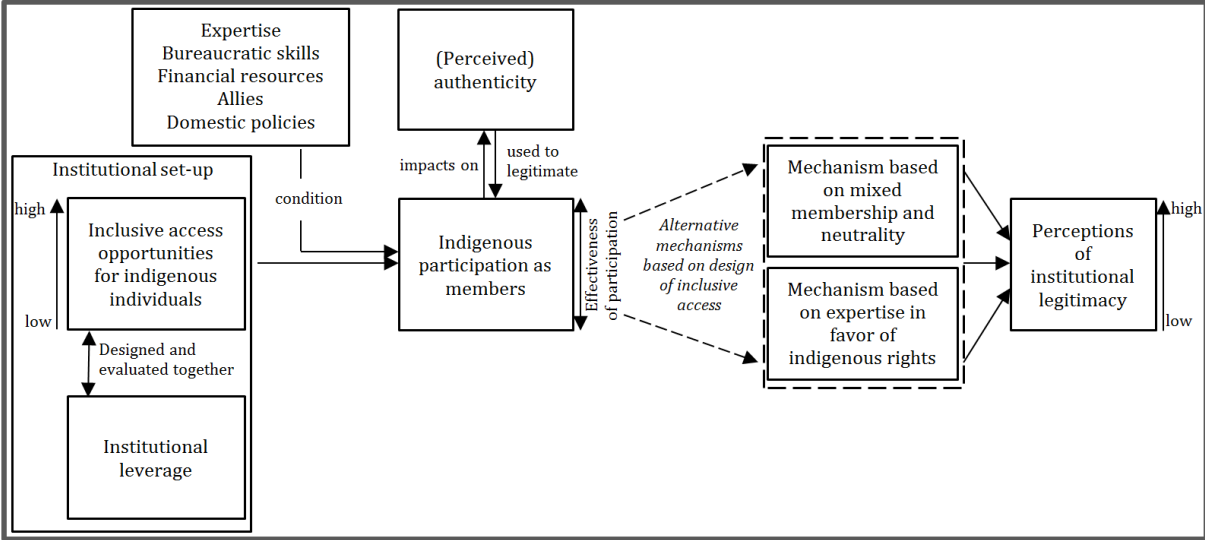 Expertise
Bureaucratic skills
Financial resources
Allies
Domestic policies
(Perceived)
authenticity
Institutional set-up
high
low
Inclusive access
opportunities
for indigenous
individuals
Designed and
evaluated together
Institutional
leverage
condition
impacts on
used to
legitimate
Indigenous
participation as
members
Effectiveness
of participation
Alternative
mechanisms
based on design
of inclusive
access
Mechanism based
on mixed
membership and
neutrality
Mechanism based
on expertise in
favor of
indigenous rights
Perceptions
of
institutional
legitimacy
high
low